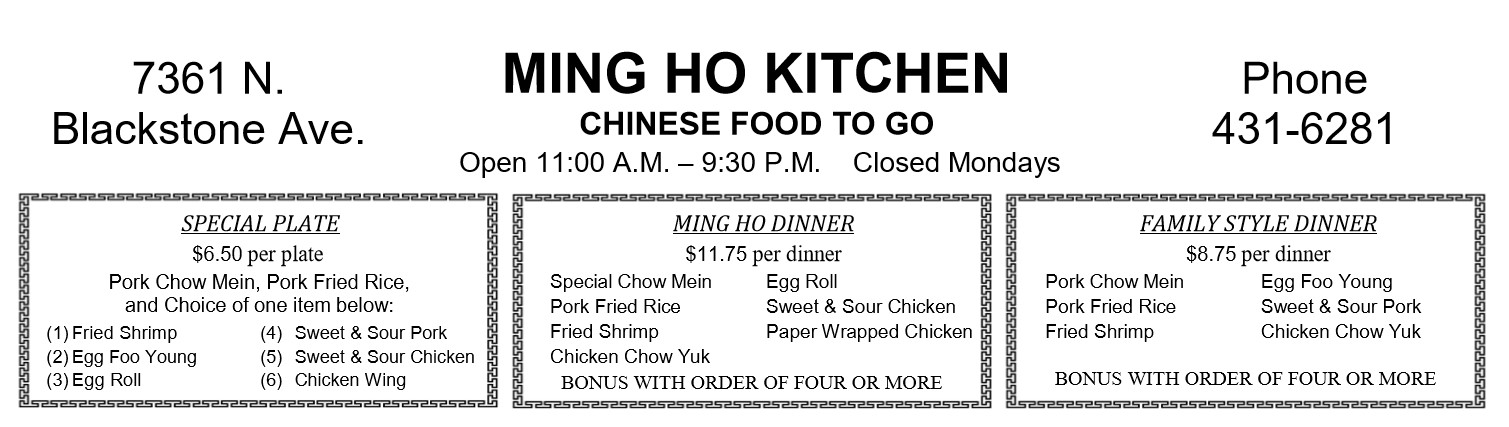 7361 N.
Blackstone Ave.
MING HO KITCHEN
CHINESE FOOD TO GO
Open 11:00 A.M. – 9:30 P.M. Closed Mondays
Phone
431-6281
SPECIAL PLATE
$6.50 per plate
Pork Chow Mein, Pork Fried Rice,
and Choice of one item below:
(1) Fried Shrimp
(2) Egg Foo Young
(3) Egg Roll
(4) Sweet & Sour Pork
(5) Sweet & Sour Chicken
(6) Chicken Wing
MING HO DINNER
$11.75 per dinner
Special Chow Mein
Pork Fried Rice
Fried Shrimp
Chicken Chow Yuk
Egg Roll
Sweet & Sour Chicken
Paper Wrapped Chicken
BONUS WITH ORDER OF FOUR OR MORE
FAMILY STYLE DINNER
$8.75 per dinner
Pork Chow Mein
Pork Fried Rice
Fried Shrimp
Egg Foo Young
Sweet & Sour Pork
Chicken Chow Yuk
BONUS WITH ORDER OF FOUR OR MORE